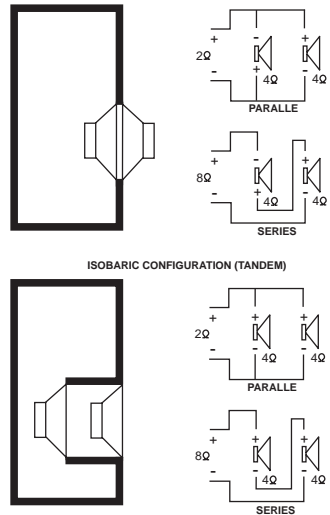 + - +
2Ω
- + -
4Ω 4Ω
PARALLE
+ - +
8Ω
- + -
4Ω 4Ω
SERIES
ISOBARIC CONFIGURATION (TANDEM)
+ + +
2Ω
- - -
4Ω 4Ω
PARALLE
+ + +
8Ω
- - -
4Ω 4Ω
SERIES